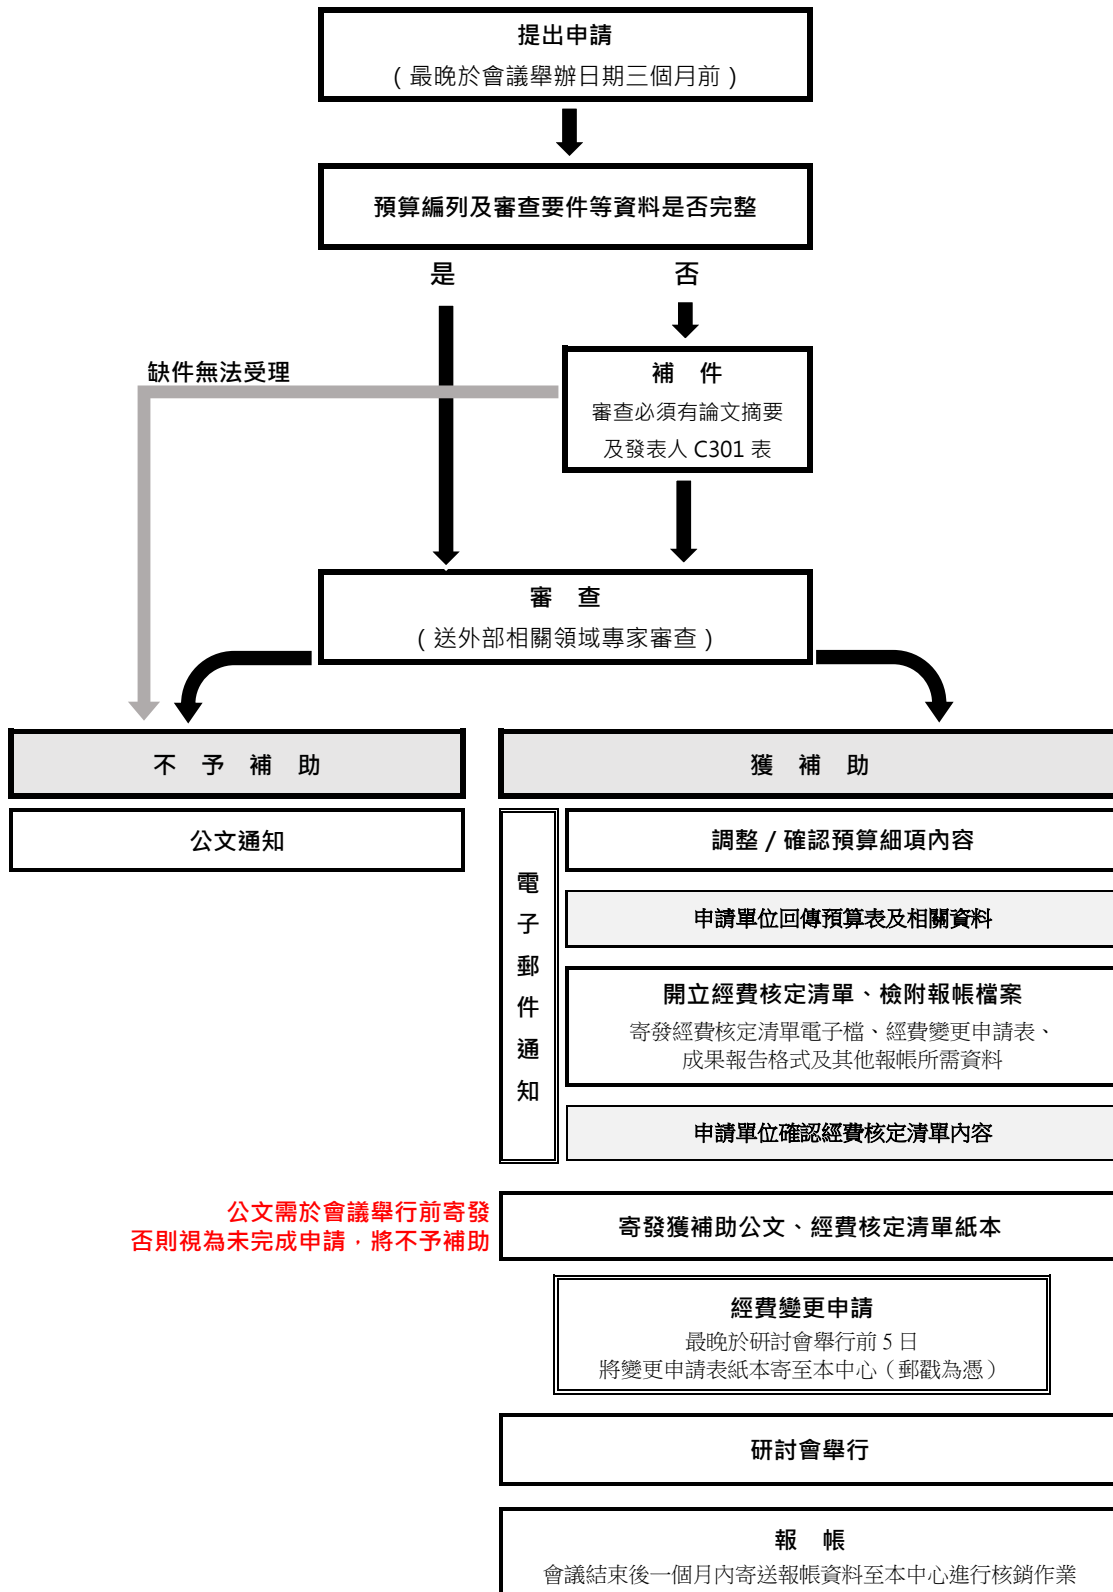 提出申請
（最晚於會議舉辦日期三個月前）
預算編列及審查要件等資料是否完整
是
否
缺件無法受理
補　件
審查必須有論文摘要
及發表人 C301 表
審　查
（送外部相關領域專家審查）
不　予　補　助
獲　補　助
公文通知
電子郵件通知
調整 / 確認預算細項內容
申請單位回傳預算表及相關資料
開立經費核定清單、檢附報帳檔案
寄發經費核定清單電子檔、經費變更申請表、
成果報告格式及其他報帳所需資料
申請單位確認經費核定清單內容
公文需於會議舉行前寄發
否則視為未完成申請，將不予補助
寄發獲補助公文、經費核定清單紙本
經費變更申請
最晚於研討會舉行前 5 日
將變更申請表紙本寄至本中心（郵戳為憑）
研討會舉行
報　帳
會議結束後一個月內寄送報帳資料至本中心進行核銷作業